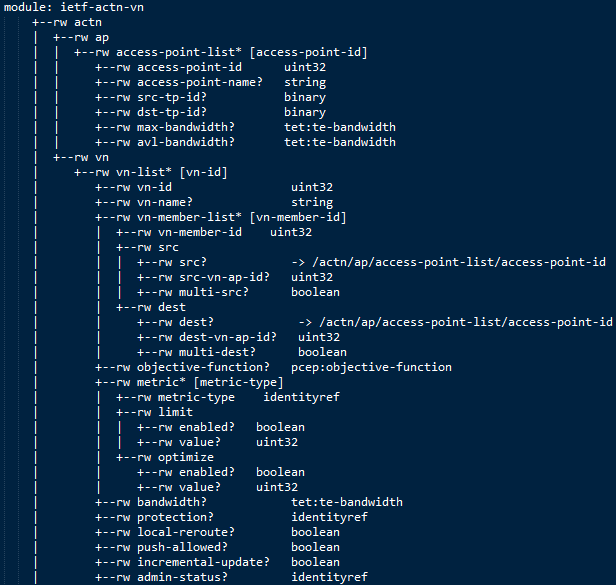 module: ietf-actn-vn
    +--rw actn
    |  +--rw ap
    |  |  +--rw access-point-list* [access-point-id]
    |  |     +--rw access-point-id      uint32
    |  |     +--rw access-point-name?   string
    |  |     +--rw src-tp-id?           binary
    |  |     +--rw dst-tp-id?           binary
    |  |     +--rw max-bandwidth?       tet:te-bandwidth
    |  |     +--rw avl-bandwidth?       tet:te-bandwidth
    |  +--rw vn
    |     +--rw vn-list* [vn-id]
    |        +--rw vn-id                 uint32
    |        +--rw vn-name?              string
    |        +--rw vn-member-list* [vn-member-id]
    |        |  +--rw vn-member-id    uint32
    |        |  +--rw src
    |        |  |  +--rw src?            -> /actn/ap/access-point-list/access-point-id
    |        |  |  +--rw src-vn-ap-id?   uint32
    |        |  |  +--rw multi-src?      boolean
    |        |  +--rw dest
    |        |     +--rw dest?            -> /actn/ap/access-point-list/access-point-id
    |        |     +--rw dest-vn-ap-id?   uint32
    |        |     +--rw multi-dest?      boolean
    |        +--rw objective-function?   pcep:objective-function
    |        +--rw metric* [metric-type]
    |        |  +--rw metric-type    identityref
    |        |  +--rw limit
    |        |  |  +--rw enabled?   boolean
    |        |  |  +--rw value?     uint32
    |        |  +--rw optimize
    |        |     +--rw enabled?   boolean
    |        |     +--rw value?     uint32
    |        +--rw bandwidth?            tet:te-bandwidth
    |        +--rw protection?           identityref
    |        +--rw local-reroute?        boolean
    |        +--rw push-allowed?         boolean
    |        +--rw incremental-update?   boolean
    |        +--rw admin-status?         identityref